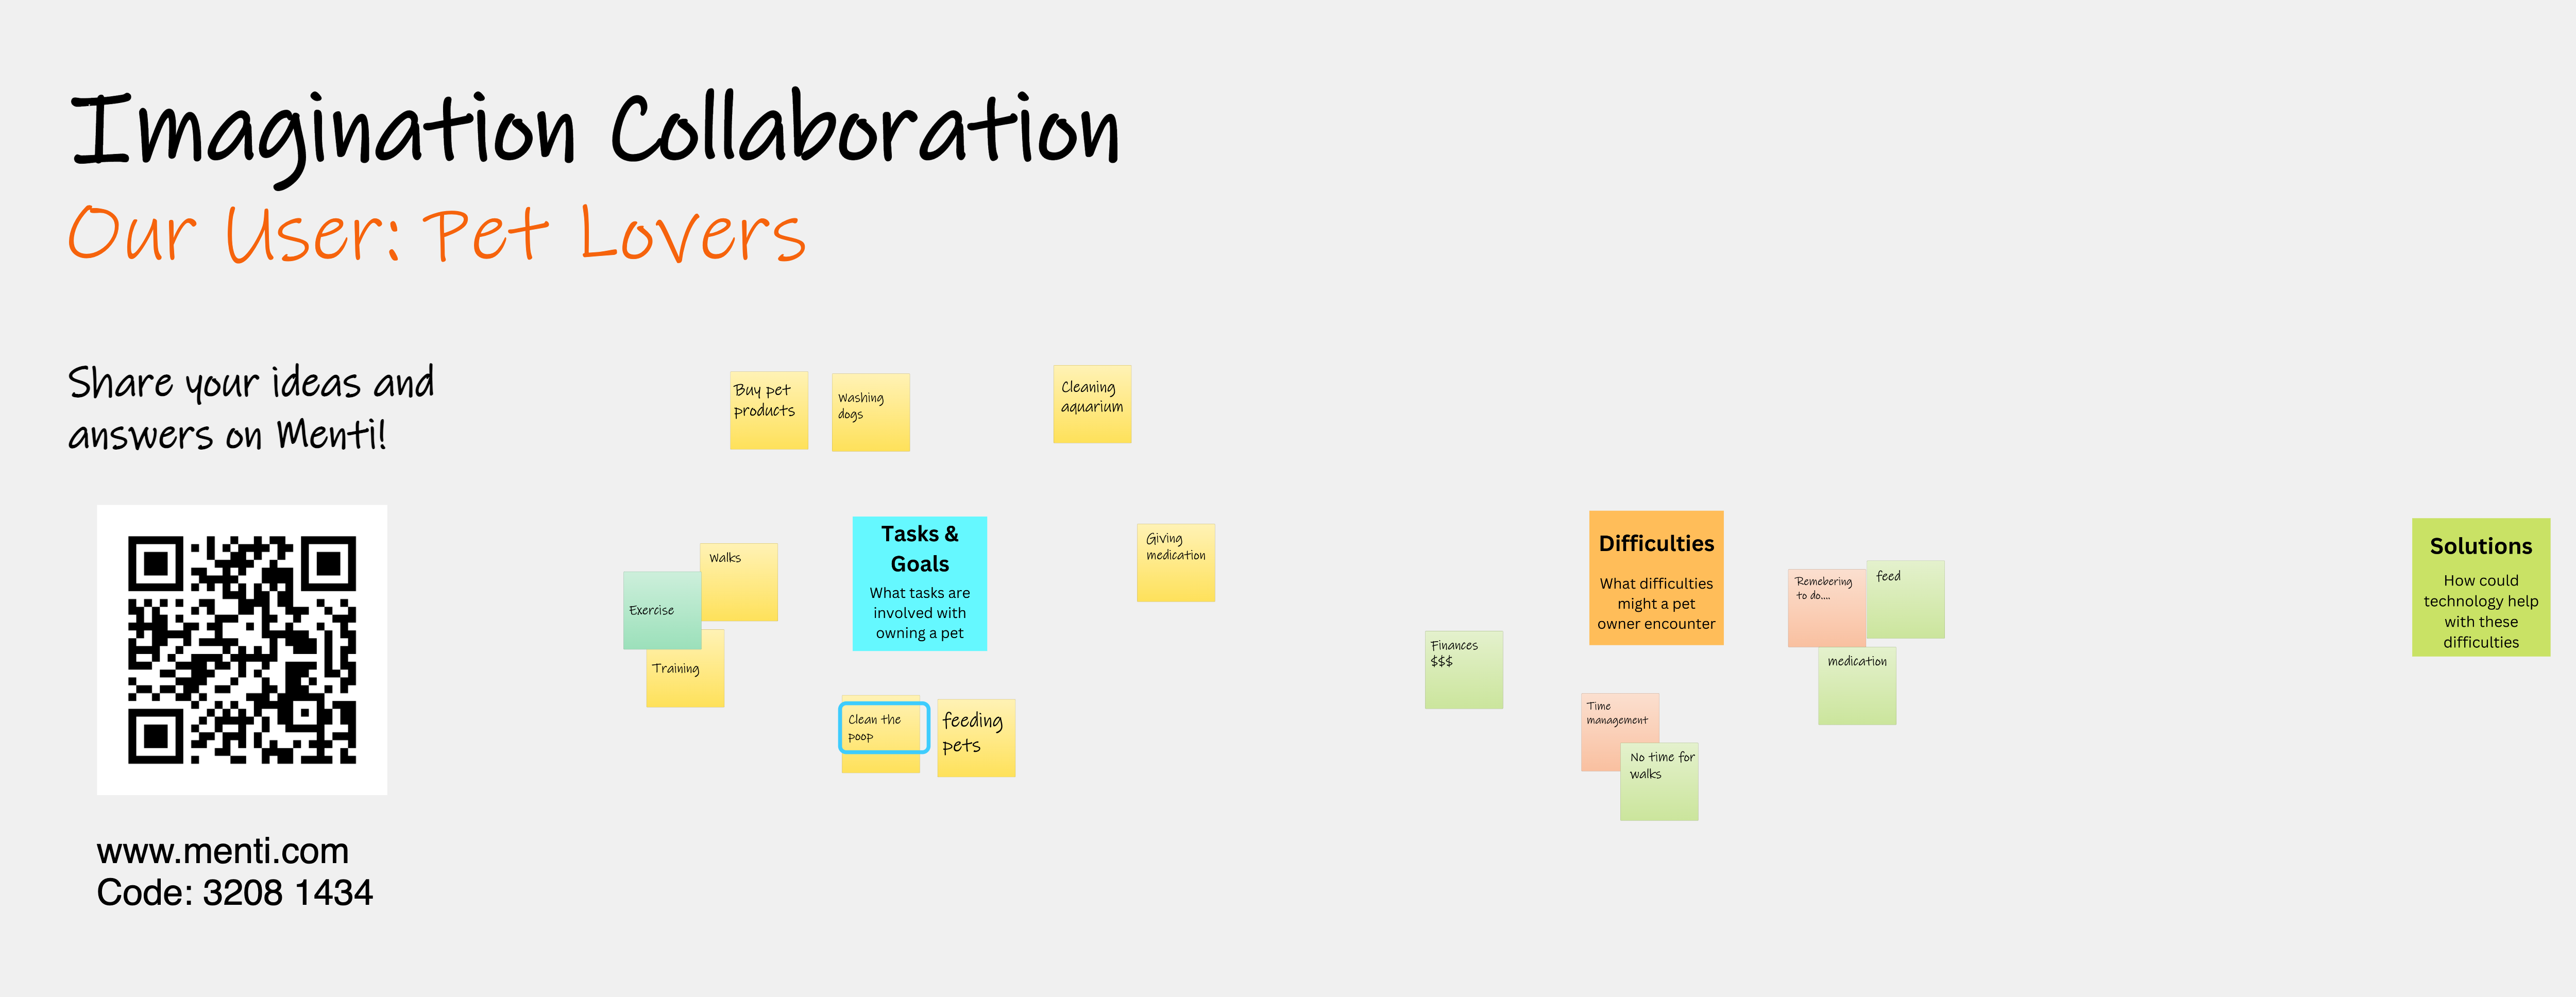 Imagination Collaboration
Our User: Pet Lovers
Share your ideas and
answers on Menti!
www.menti.com
Code: 3208 1434
Buy pet
products
Washing
dogs
Cleaning
aquarium
Walks
Exercise
Training
Tasks &
Goals
What tasks are
involved with
owning a pet
Giving
medication
Clean the
poop
feeding
pets
Finances
$$$
Difficulties
What difficulties
might a pet
owner encounter
Time
management
No time for
walks
Remebering
to do....
feed
medication
Solutions
How could
technology help
with these
difficulties